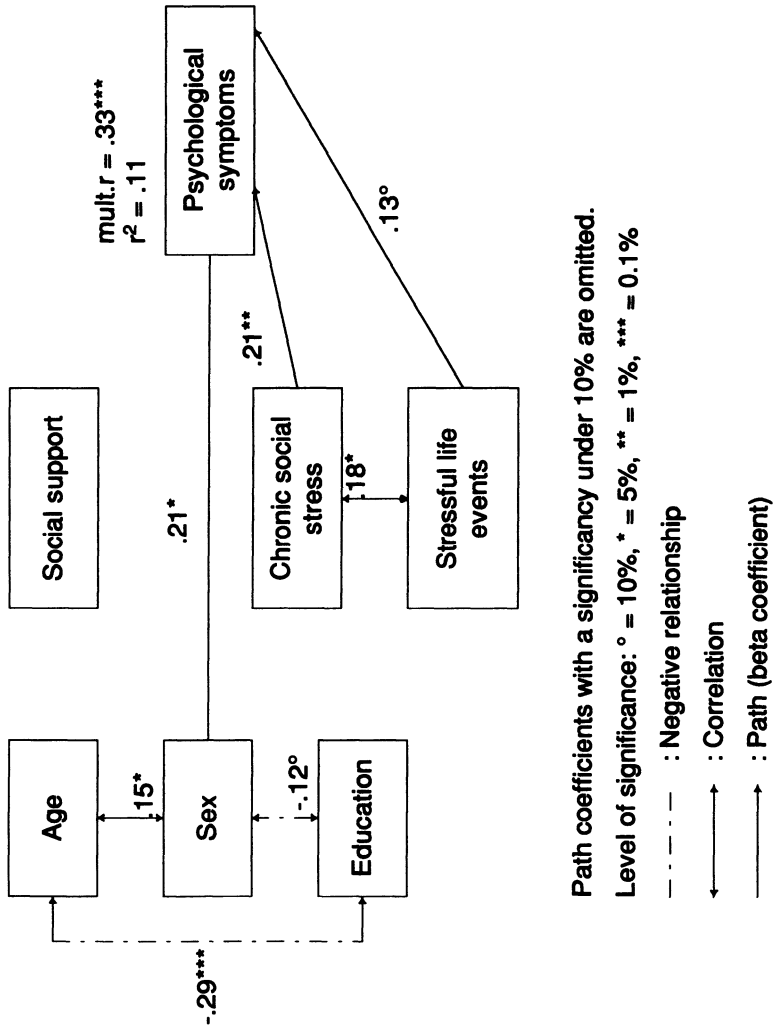 mult.r = .33***
r² = .11
Age
Social support
.15*
Sex
.21*
Psychological
symptoms
-.29***
-.12°
Education
.21**
Chronic social
stress
.18*
.13°
Stressful life
events
Path coefficients with a significancy under 10% are omitted.
Level of significance: ° = 10%, * = 5%, ** = 1%, *** = 0.1%
: Negative relationship
: Correlation
: Path (beta coefficient)